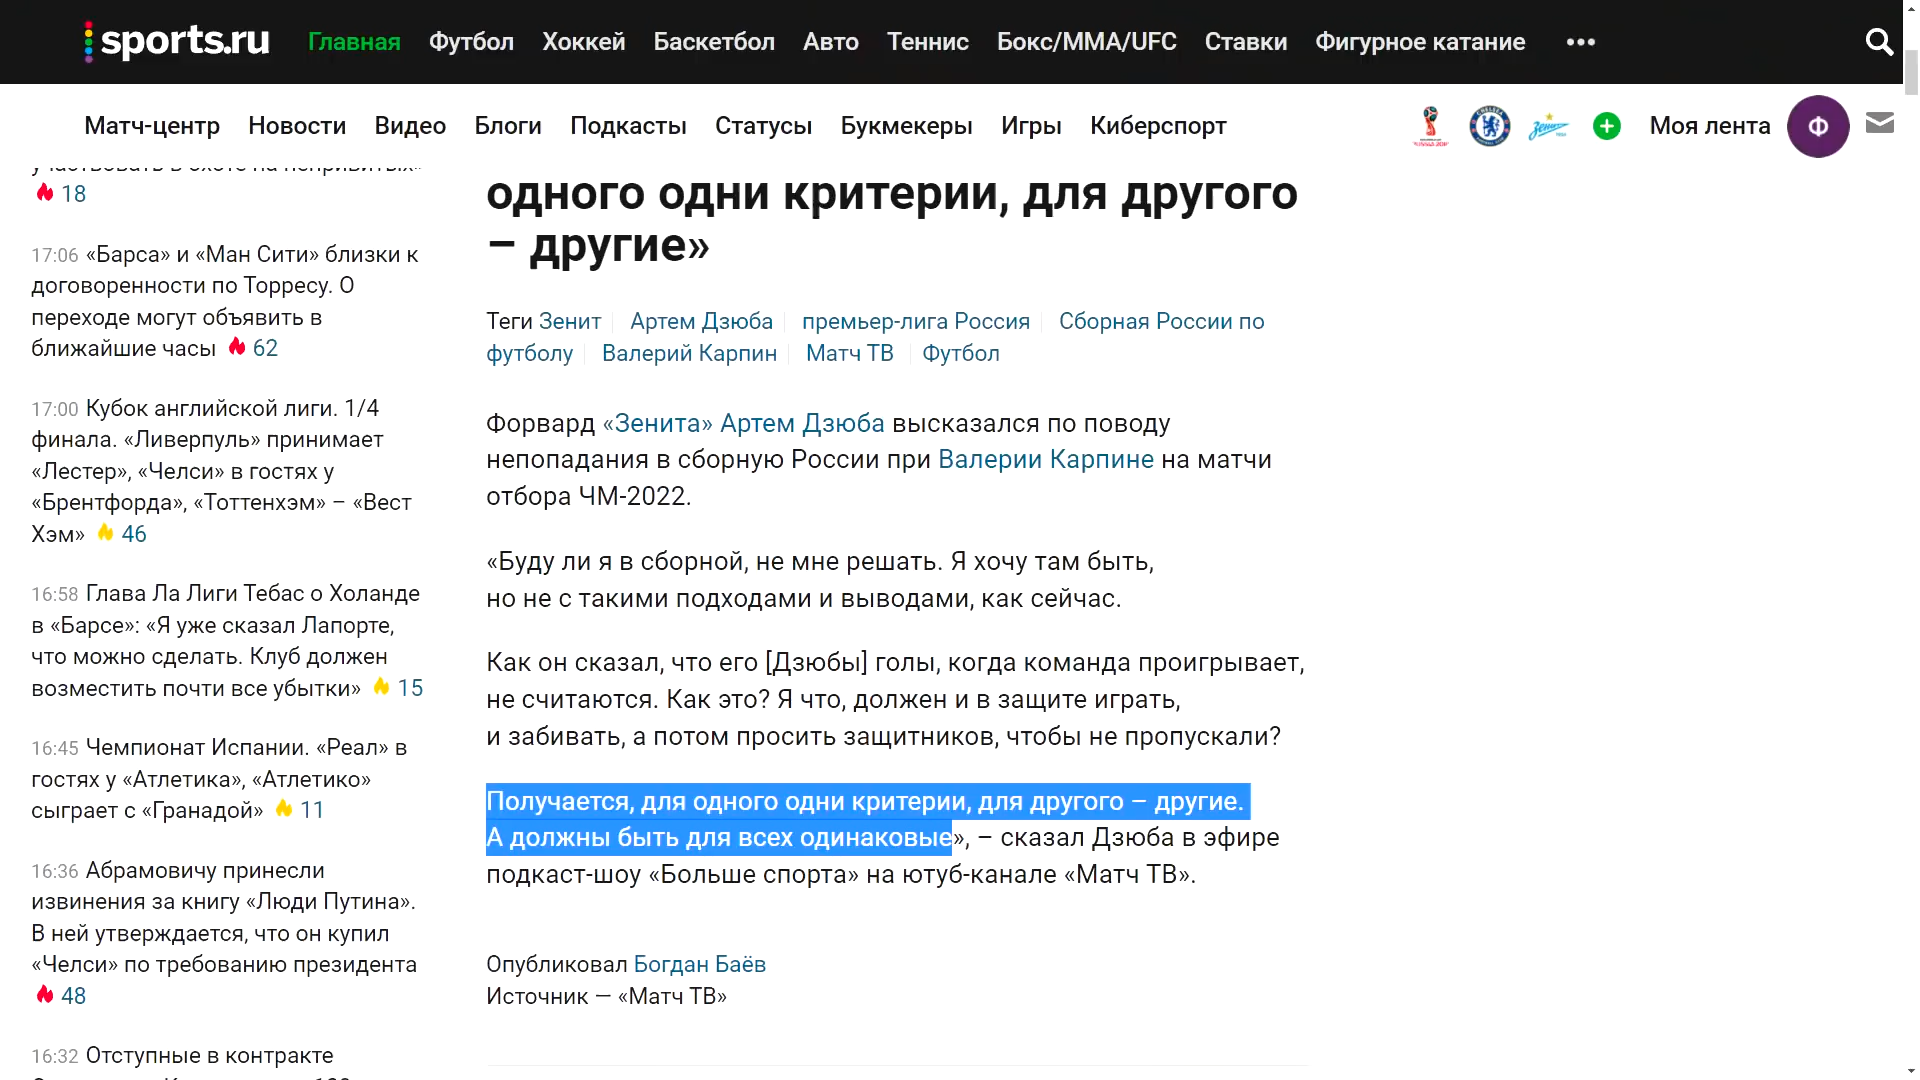 sports.ru Главная Футбол Хоккей Баскетбол Авто Теннис Бокс/MMA/UFC Ставки Фигурное катание •••
Матч-центр Новости Видео Блоги Подкасты Статусы Букмекеры Игры Киберспорт Моя лента Ф
участвовать в охоте на непривитых»
18
17:06 «Барса» и «Ман Сити» близки к
договоренности по Торресу. О
переходе могут объявить в
ближайшие часы 62
17:00 Кубок английской лиги. 1/4
финала. «Ливерпуль» принимает
«Лестер», «Челси» в гостях у
«Брентфорда», «Тоттенхэм» – «Вест
Хэм» 46
16:58 Глава Ла Лиги Тебас о Холанде
в «Барсе»: «Я уже сказал Лапорте,
что можно сделать. Клуб должен
возместить почти все убытки» 15
16:45 Чемпионат Испании. «Реал» в
гостях у «Атлетика», «Атлетико»
сыграет с «Гранадой» 11
16:36 Абрамовичу принесли
извинения за книгу «Люди Путина».
В ней утверждается, что он купил
«Челси» по требованию президента
48
16:32 Отступные в контракте
одного одни критерии, для другого
– другие»
Теги Зенит Артем Дзюба премьер-лига Россия Сборная России по
футболу Валерий Карпин Матч ТВ Футбол
Форвард «Зенита» Артем Дзюба высказался по поводу
непопадания в сборную России при Валерии Карпине на матчи
отбора ЧМ-2022.
«Буду ли я в сборной, не мне решать. Я хочу там быть,
но не с такими подходами и выводами, как сейчас.
Как он сказал, что его [Дзюбы] голы, когда команда проигрывает,
не считаются. Как это? Я что, должен и в защите играть,
и забивать, а потом просить защитников, чтобы не пропускали?
Получается, для одного одни критерии, для другого – другие.
А должны быть для всех одинаковые», – сказал Дзюба в эфире
подкаст-шоу «Больше спорта» на ютуб-канале «Матч ТВ».
Опубликовал Богдан Баёв
Источник — «Матч ТВ»